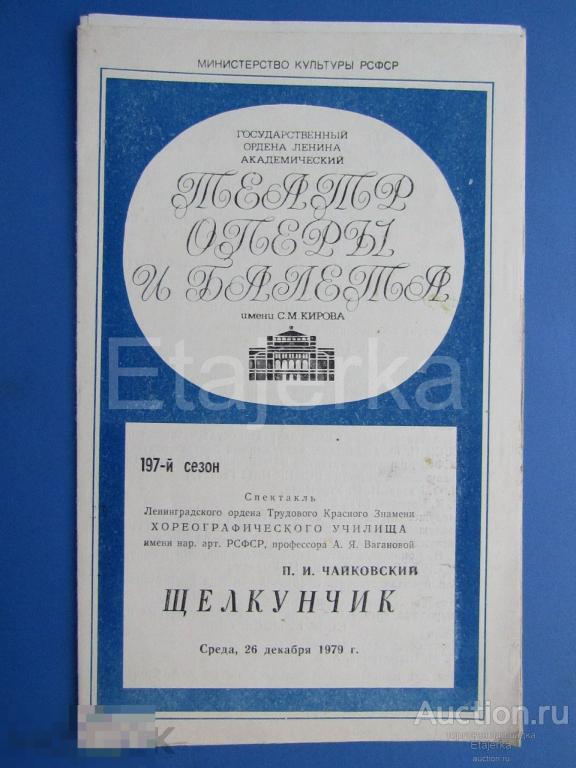 МИНИСТЕРСТВО КУЛЬТУРЫ РСФСР
ГОСУДАРСТВЕННЫЙ
ОРДЕНА ЛЕНИНА
АКАДЕМИЧЕСКИЙ
ТЕАТР
ОПЕРЫ
И БАЛЕТА
имени С.М.КИРОВА
Etajerka
197-й сезон
Спектакль
Ленинградского ордена Трудового Красного Знамени
ХОРЕОГРАФИЧЕСКОГО УЧИЛИЩА
имени нар. арт. РСФСР, профессора А. Я. Вагановой
П. И. ЧАЙКОВСКИЙ
ЩЕЛКУНЧИК
Среда, 26 декабря 1979 г.
Auction.ru
Etajerka
auction.ru